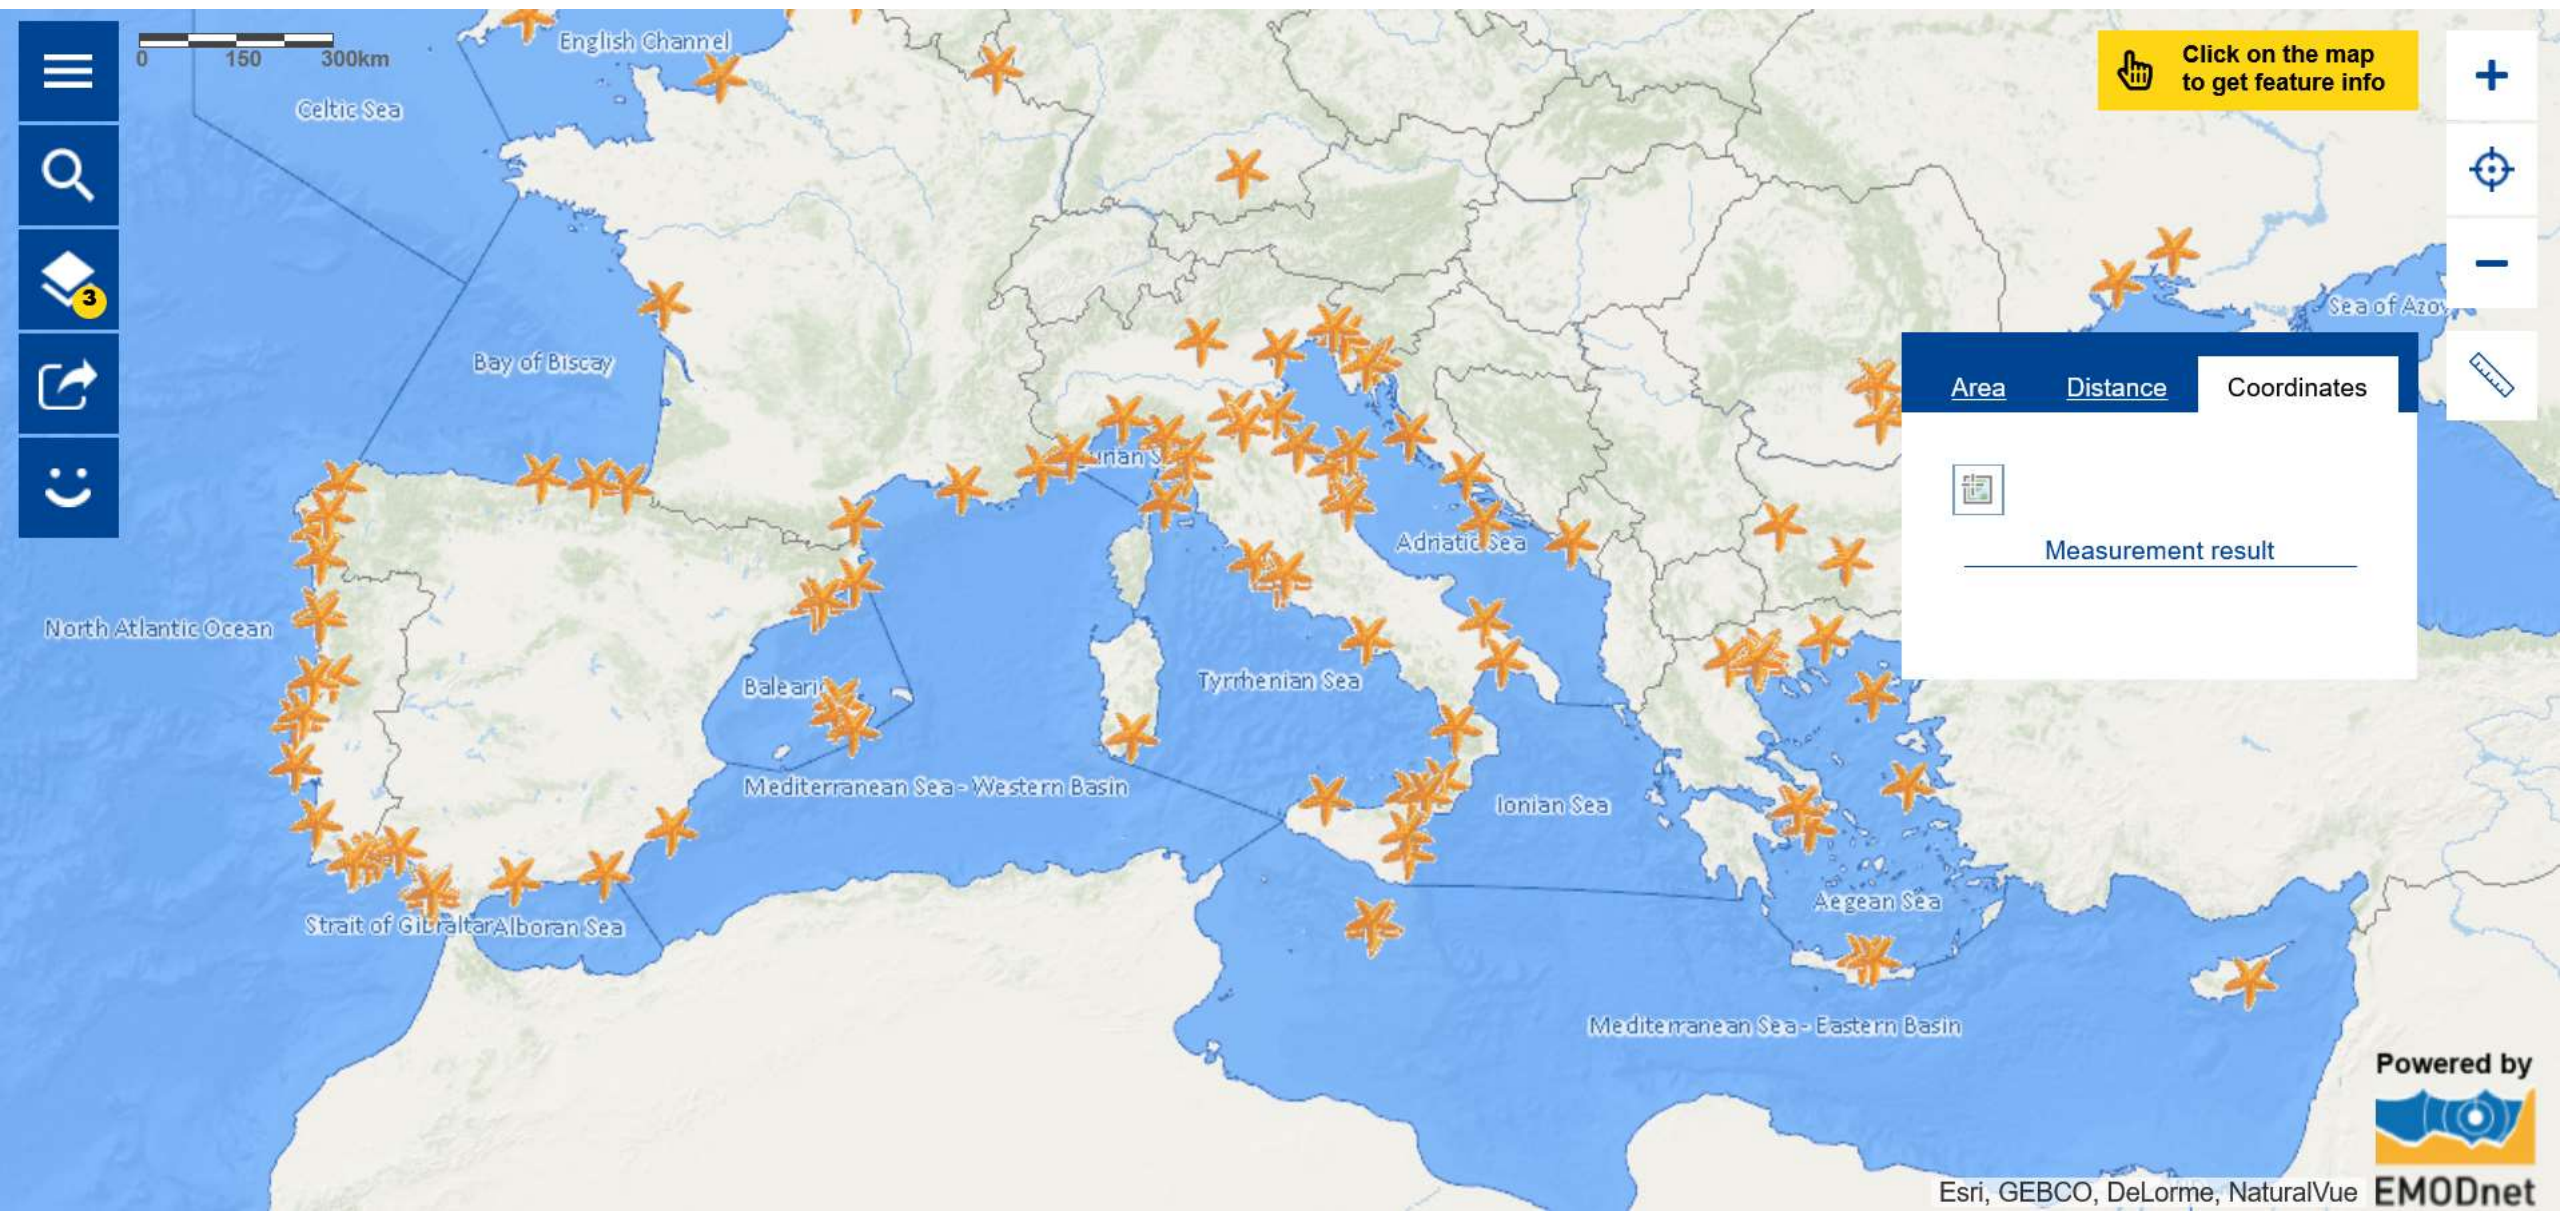 0 150 300km
English Channel
Celtic Sea
Click on the map
to get feature info
3
Sea of Azov
Bay of Biscay
Area Distance Coordinates
Measurement result
Adriatic Sea
North Atlantic Ocean
Tyrrhenian Sea
Mediterranean Sea - Western Basin
Ionian Sea
Aegean Sea
Strait of Gibraltar
Alboran Sea
Mediterranean Sea - Eastern Basin
Powered by
EMODnet
Esri, GEBCO, DeLorme, NaturalVue